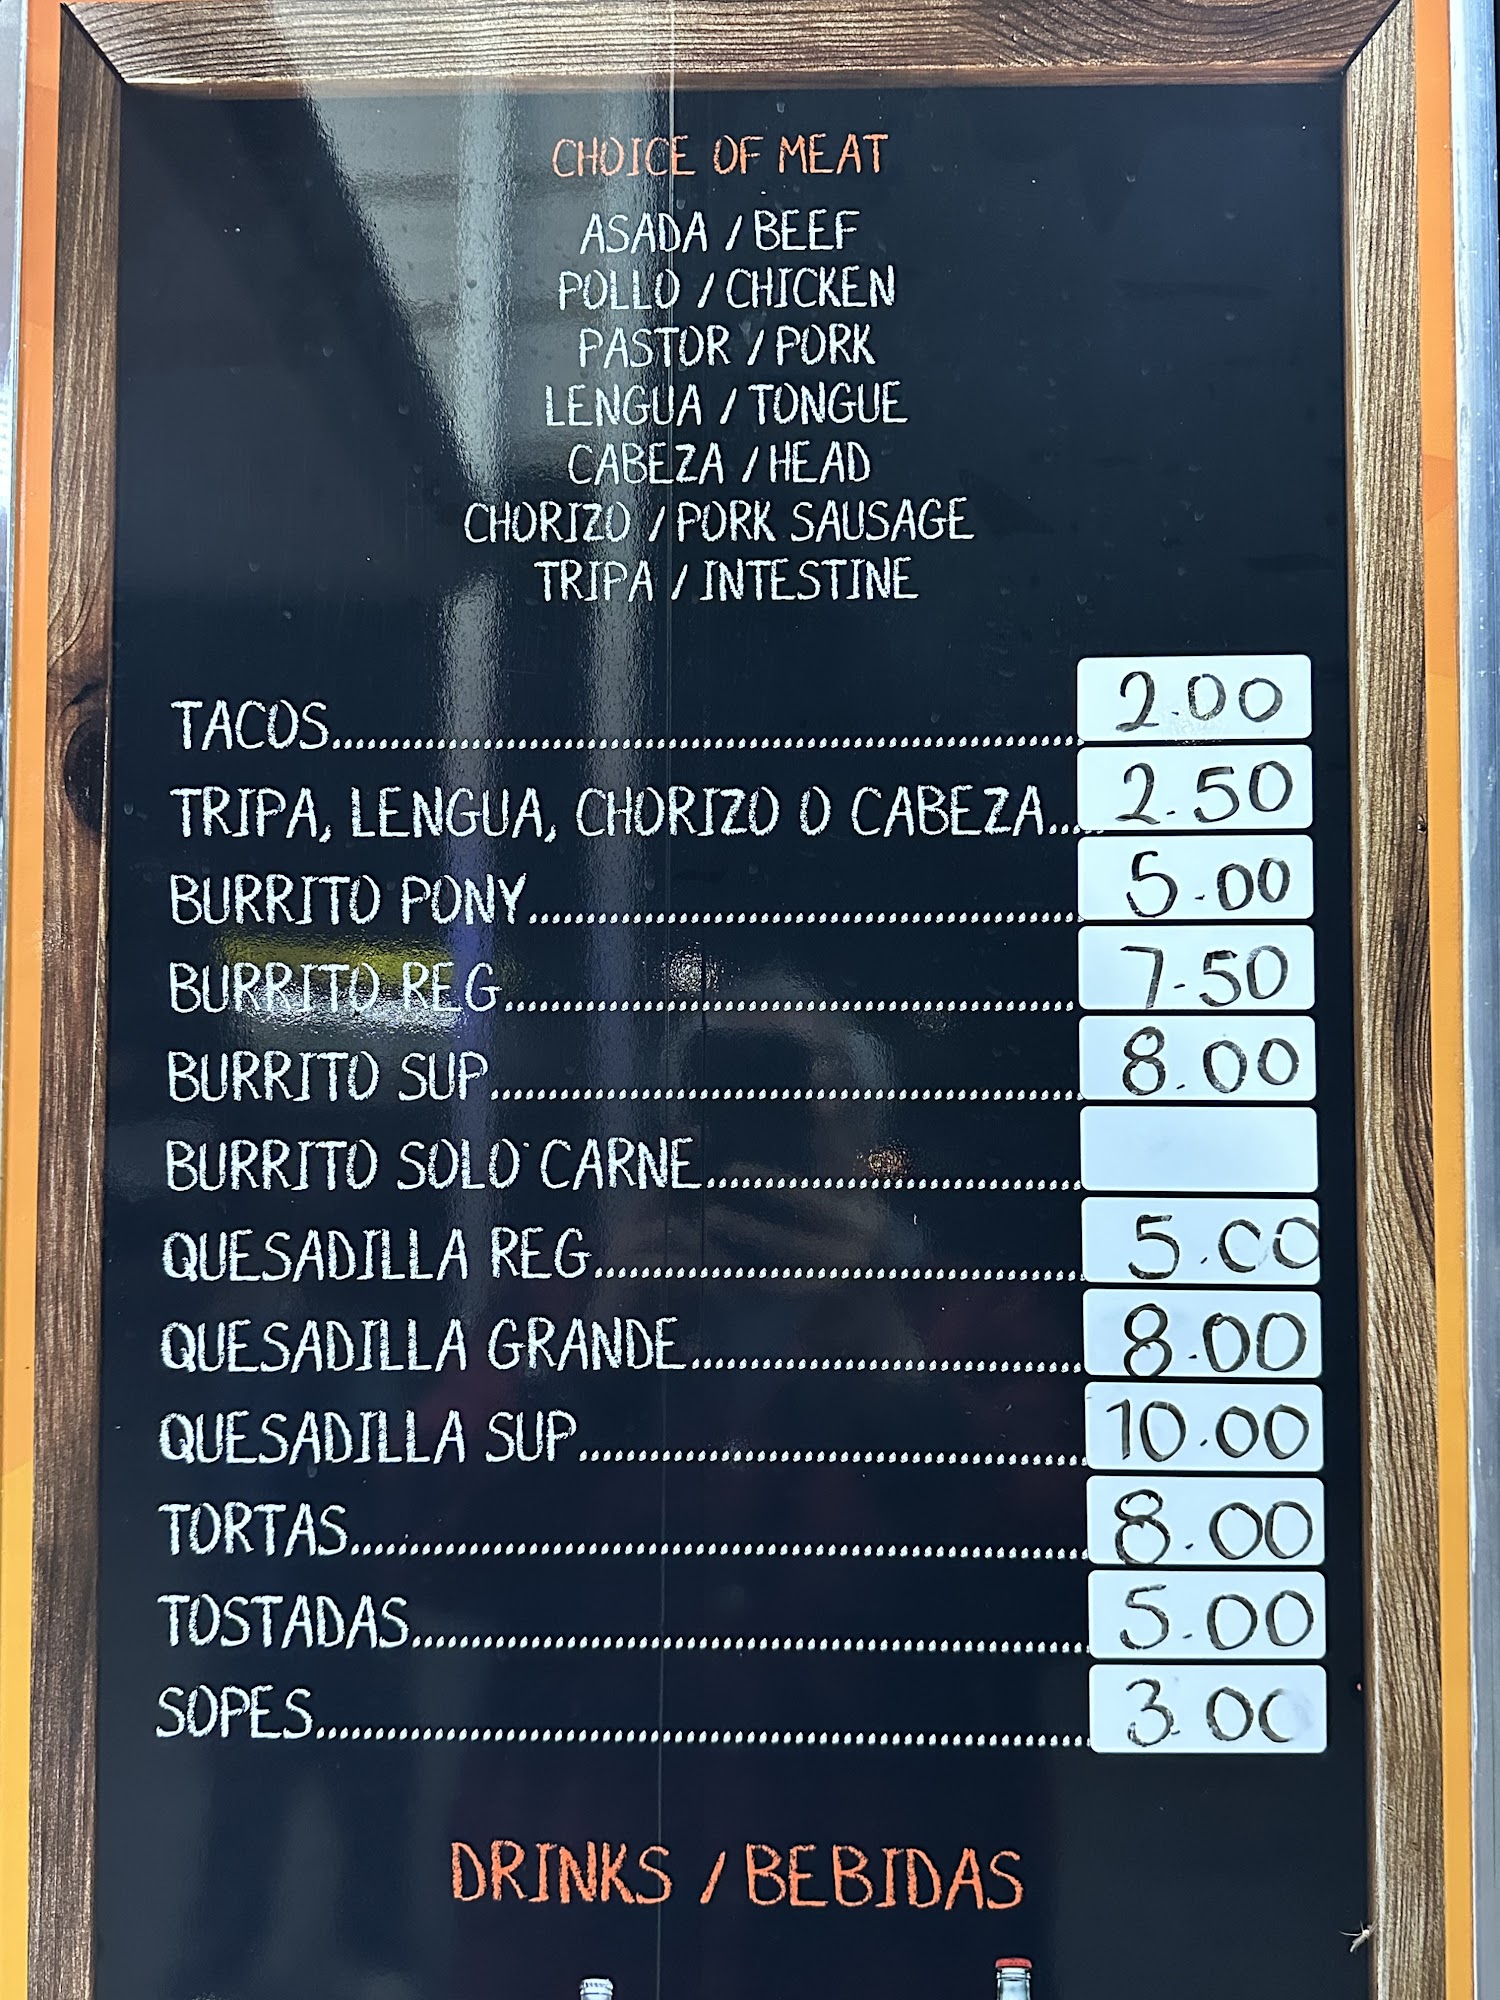 CHOICE OF MEAT
ASADA / BEEF
POLLO / CHICKEN
PASTOR / PORK
LENGUA / TONGUE
CABEZA / HEAD
CHORIZO / PORK SAUSAGE
TRIPA / INTESTINE
TACOS 2.00
TRIPA, LENGUA, CHORIZO O CABEZA 2.50
BURRITO PONY 5.00
BURRITO REG 7.50
BURRITO SUP 8.00
BURRITO SOLO CARNE
QUESADILLA REG 5.00
QUESADILLA GRANDE 8.00
QUESADILLA SUP 10.00
TORTAS 8.00
TOSTADAS 5.00
SOPES 3.00
DRINKS / BEBIDAS